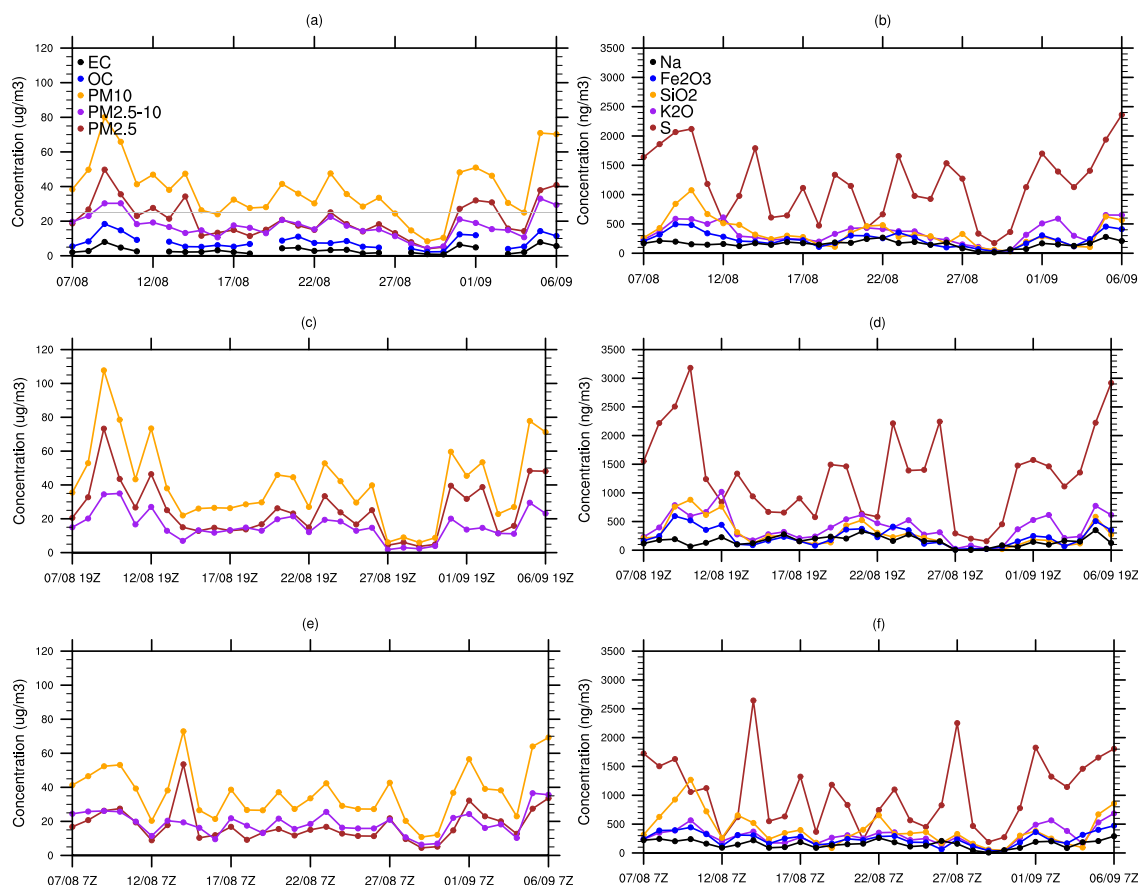 (a)
Concentration (ug/m3)
120
100
80
60
40
20
0
EC
OC
PM10
PM2.5-10
PM2.5
07/08 12/08 17/08 22/08 27/08 01/09 06/09
(b)
Concentration (ng/m3)
3500
3000
2500
2000
1500
1000
500
0
Na
Fe2O3
SiO2
K2O
S
07/08 12/08 17/08 22/08 27/08 01/09 06/09
(c)
Concentration (ug/m3)
120
100
80
60
40
20
0
07/08 19Z 12/08 19Z 17/08 19Z 22/08 19Z 27/08 19Z 01/09 19Z 06/09 19Z
(d)
Concentration (ng/m3)
3500
3000
2500
2000
1500
1000
500
0
07/08 19Z 12/08 19Z 17/08 19Z 22/08 19Z 27/08 19Z 01/09 19Z 06/09 19Z
(e)
Concentration (ug/m3)
120
100
80
60
40
20
0
07/08 7Z 12/08 7Z 17/08 7Z 22/08 7Z 27/08 7Z 01/09 7Z 06/09 7Z
(f)
Concentration (ng/m3)
3500
3000
2500
2000
1500
1000
500
0
07/08 7Z 12/08 7Z 17/08 7Z 22/08 7Z 27/08 7Z 01/09 7Z 06/09 7Z